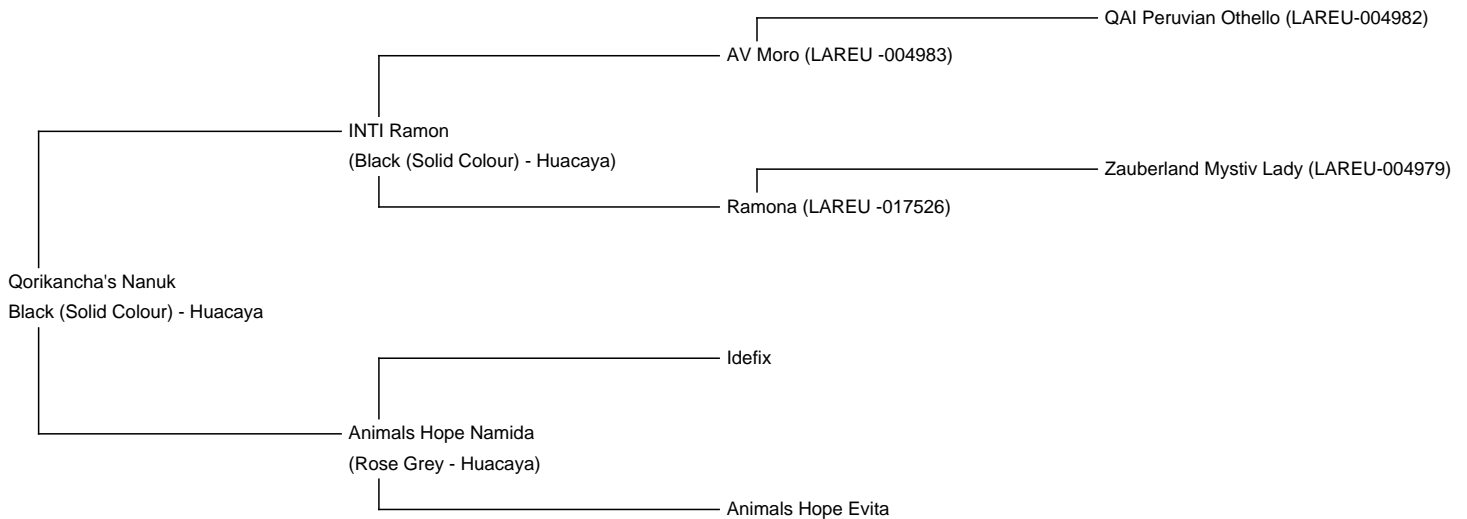 QAI Peruvian Othello (LAREU-004982)
AV Moro (LAREU -004983)
INTI Ramon
(Black (Solid Colour) - Huacaya)
Zauberland Mystiv Lady (LAREU-004979)
Ramona (LAREU -017526)
Qorikancha's Nanuk
Black (Solid Colour) - Huacaya
Idefix
Animals Hope Namida
(Rose Grey - Huacaya)
Animals Hope Evita